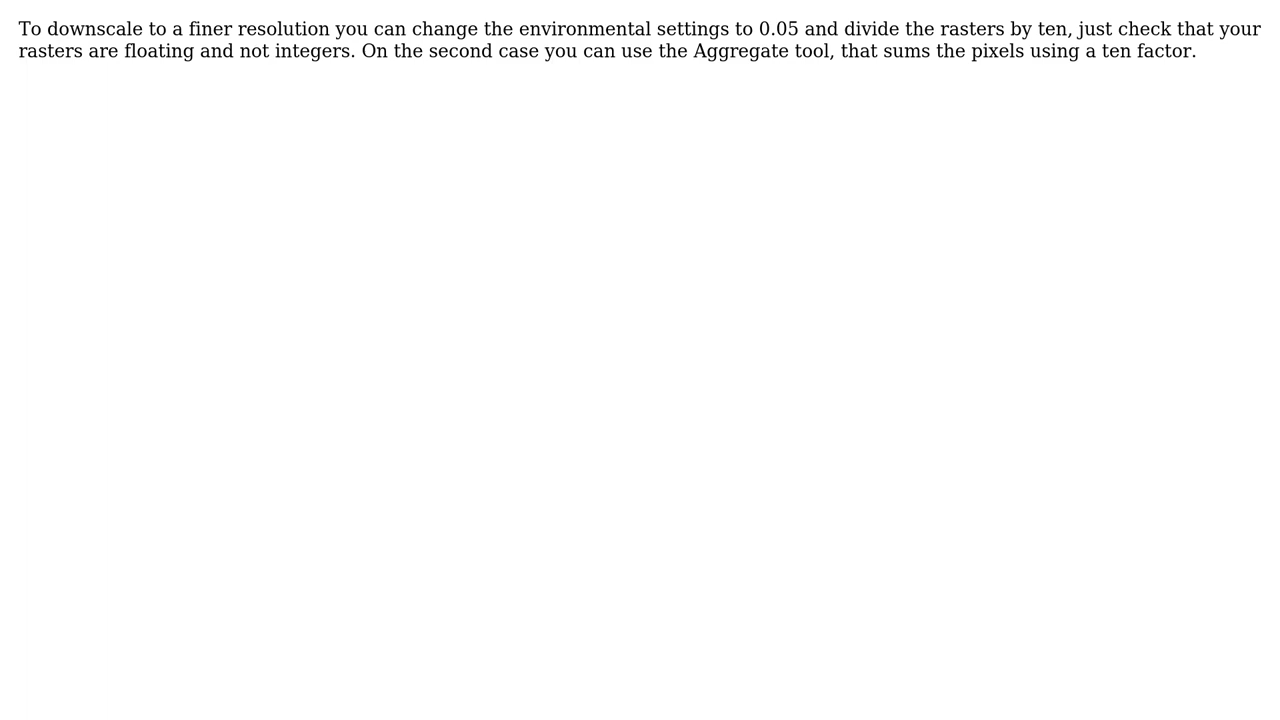 To downscale to a finer resolution you can change the environmental settings to 0.05 and divide the rasters by ten, just check that your
rasters are floating and not integers. On the second case you can use the Aggregate tool, that sums the pixels using a ten factor.